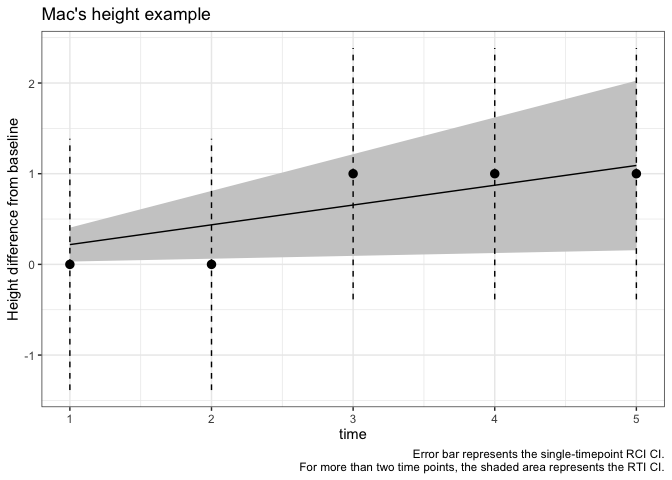 Mac's height example
Height difference from baseline
2
1
0
-1
1 2 3 4 5
time
Error bar represents the single-timepoint RCI CI.
For more than two time points, the shaded area represents the RTI CI.